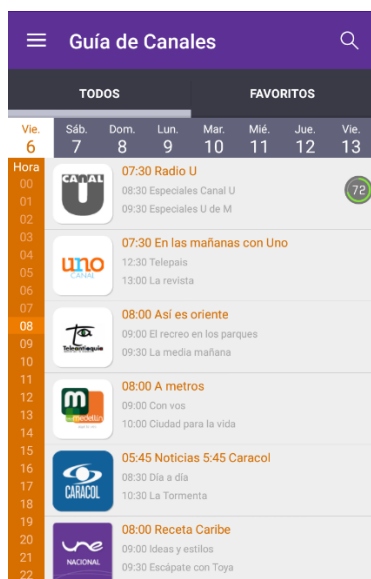 Guía de Canales
TODOS
FAVORITOS
Vie. Sáb. Dom. Lun. Mar. Mié. Jue. Vie.
6 7 8 9 10 11 12 13
Hora
00
01
02
03
04
05
06
07
08
09
10
11
12
13
14
15
16
17
18
19
20
21
22
CANAL
U
07:30 Radio U
08:30 Especiales Canal U
09:30 Especiales U de M
72
uno
CANAL
07:30 En las mañanas con Uno
12:30 Telepais
13:00 La revista
Teleantioquia
08:00 Así es oriente
09:00 El recreo en los parques
09:30 La media mañana
m
medellín
08:00 A metros
09:00 Con vos
10:00 Ciudad para la vida
CARACOL
05:45 Noticias 5:45 Caracol
08:30 Día a día
10:30 La Tormenta
une
NACIONAL
08:00 Receta Caribe
09:00 Ideas y estilos
09:30 Escápate con Toya